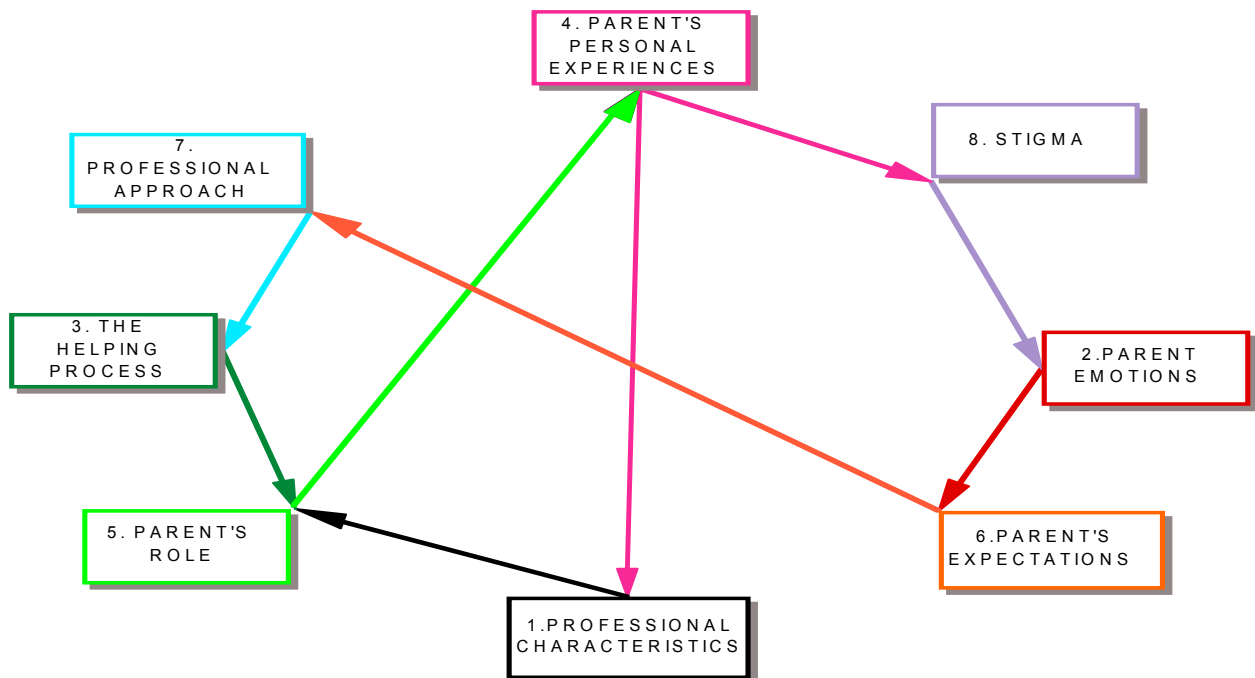 4. PARENT'S
PERSONAL
EXPERIENCES
7.
PROFESSIONAL
APPROACH
8. STIGMA
3. THE
HELPING
PROCESS
2.PARENT
EMOTIONS
5. PARENT'S
ROLE
6.PARENT'S
EXPECTATIONS
1.PROFESSIONAL
CHARACTERISTICS